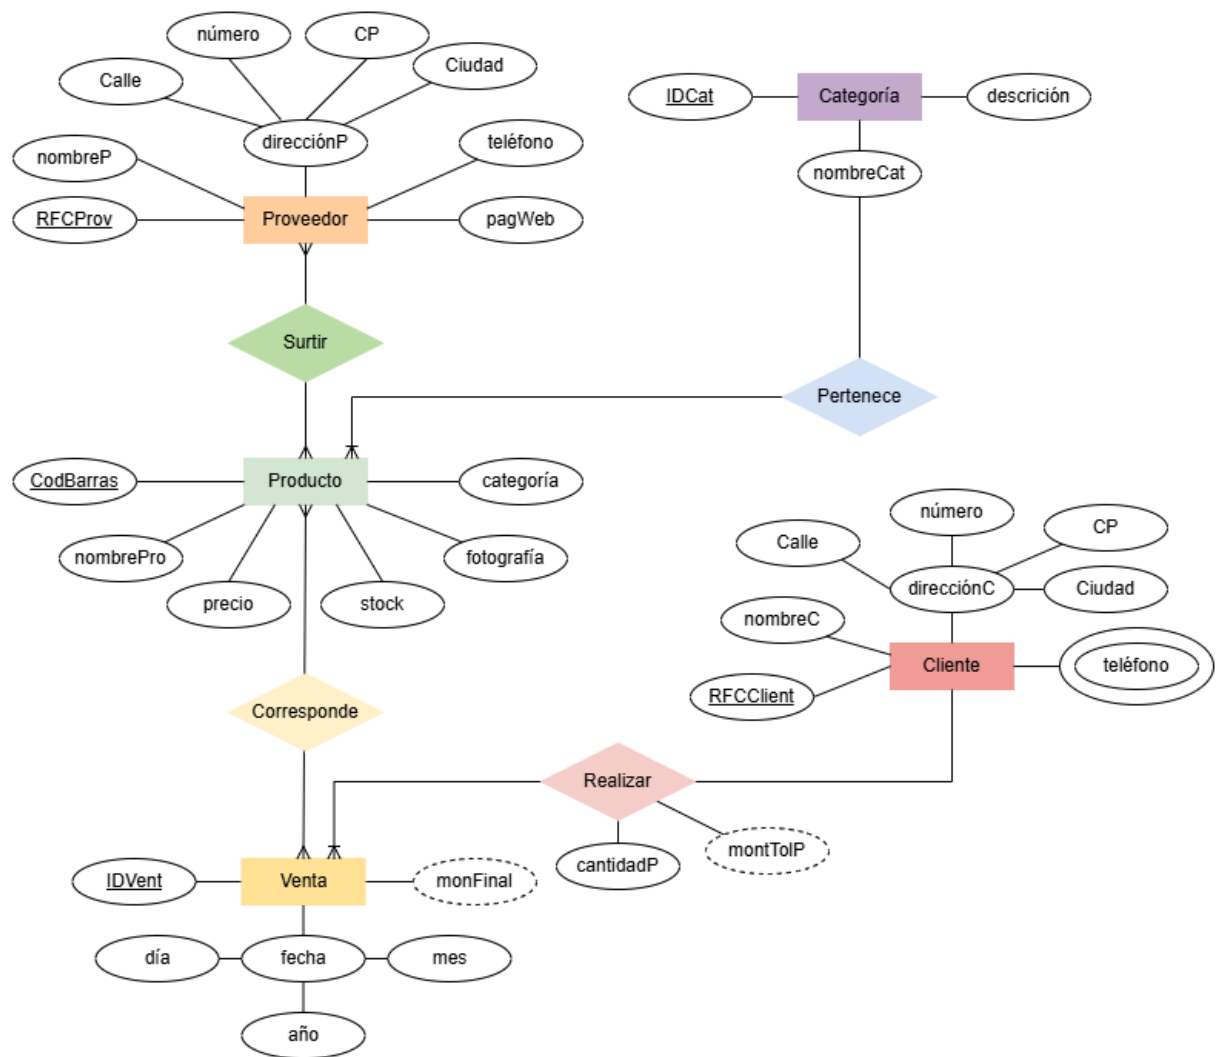 número
CP
Calle
Ciudad
IDCat
Categoría
descrición
direcciónP
nombreP
teléfono
nombreCat
RFCProv
Proveedor
pagWeb
Surtir
Pertenece
CodBarras
Producto
categoría
número
CP
Calle
nombrePro
fotografía
direcciónC
Ciudad
precio
stock
nombreC
Cliente
teléfono
RFCClient
Corresponde
Realizar
montTolP
cantidadP
IDVent
Venta
monFinal
día
fecha
mes
año